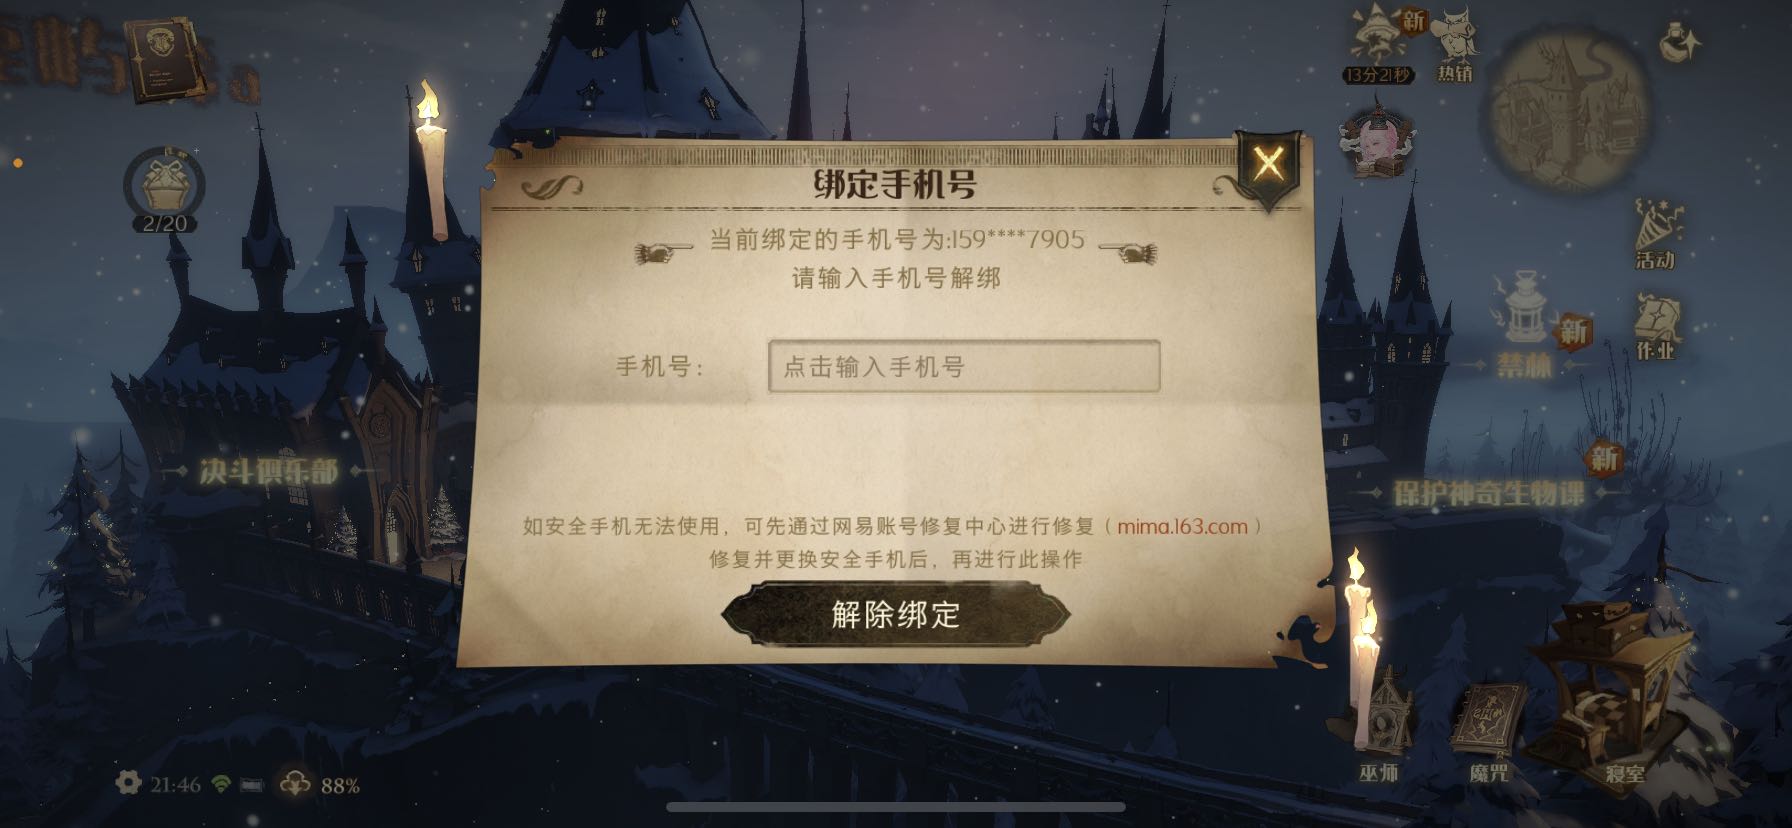 新
13分21秒
热销
2/20
绑定手机号
当前绑定的手机号为:159****7905
请输入手机号解绑
手机号：
点击输入手机号
活动
新
禁林
作业
决斗俱乐部
新
保护神奇生物课
如安全手机无法使用，可先通过网易账号修复中心进行修复（mima.163.com）
修复并更换安全手机后，再进行此操作
解除绑定
巫师
魔咒
寝室
21:46
88%